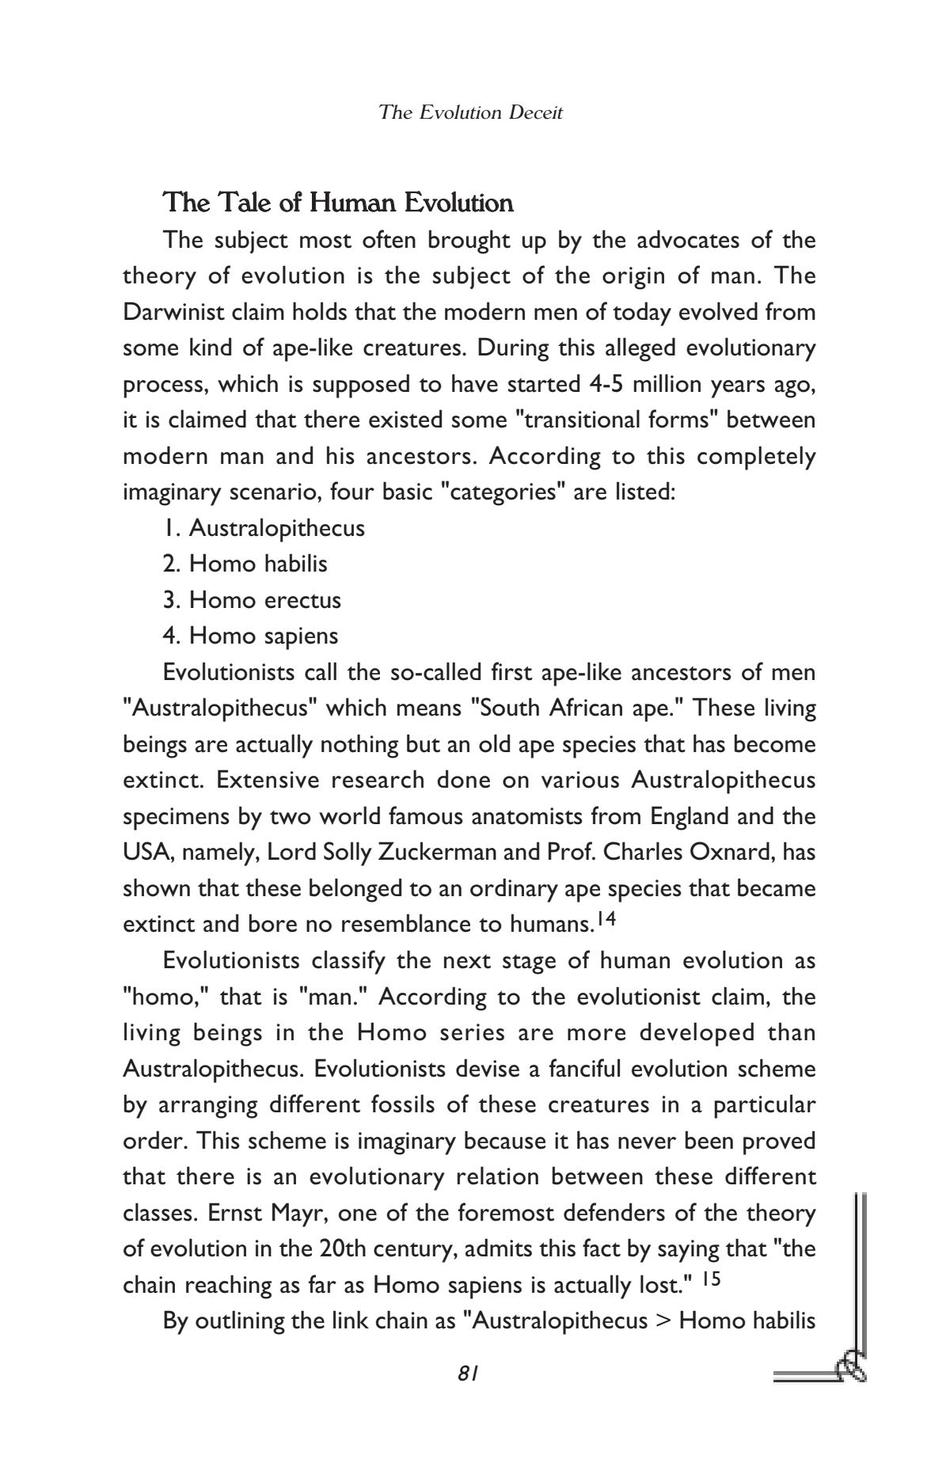 The Evolution Deceit
The Tale of Human Evolution
The subject most often brought up by the advocates of the
theory of evolution is the subject of the origin of man. The
Darwinist claim holds that the modern men of today evolved from
some kind of ape-like creatures. During this alleged evolutionary
process, which is supposed to have started 4-5 million years ago,
it is claimed that there existed some "transitional forms" between
modern man and his ancestors. According to this completely
imaginary scenario, four basic "categories" are listed:
1. Australopithecus
2. Homo habilis
3. Homo erectus
4. Homo sapiens
Evolutionists call the so-called first ape-like ancestors of men
"Australopithecus" which means "South African ape." These living
beings are actually nothing but an old ape species that has become
extinct. Extensive research done on various Australopithecus
specimens by two world famous anatomists from England and the
USA, namely, Lord Solly Zuckerman and Prof. Charles Oxnard, has
shown that these belonged to an ordinary ape species that became
extinct and bore no resemblance to humans.14
Evolutionists classify the next stage of human evolution as
"homo," that is "man." According to the evolutionist claim, the
living beings in the Homo series are more developed than
Australopithecus. Evolutionists devise a fanciful evolution scheme
by arranging different fossils of these creatures in a particular
order. This scheme is imaginary because it has never been proved
that there is an evolutionary relation between these different
classes. Ernst Mayr, one of the foremost defenders of the theory
of evolution in the 20th century, admits this fact by saying that "the
chain reaching as far as Homo sapiens is actually lost." 15
By outlining the link chain as "Australopithecus > Homo habilis
81